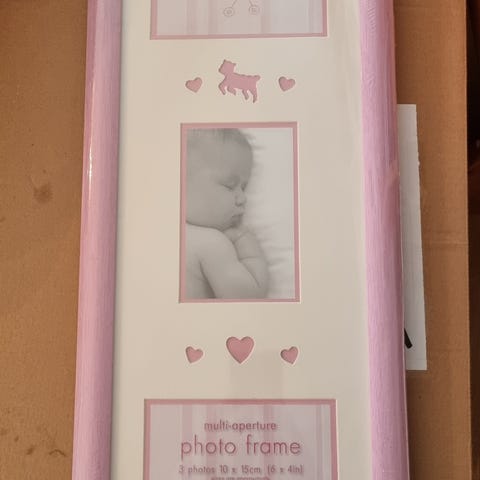 multi-aperture
photo frame
3 photos 10 x 15cm (6 x 4in)